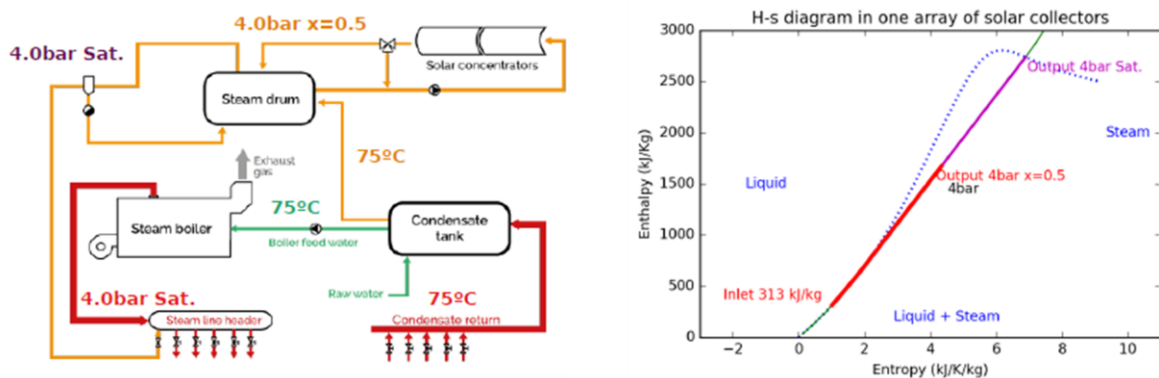 4.0bar x=0.5
4.0bar Sat.
Solar concentrators
Steam drum
75ºC
Exhaust
gas
Steam boiler
75ºC
Boiler feed water
Condensate
tank
Raw water
4.0bar Sat.
75ºC
Steam line header
Condensate return
H-s diagram in one array of solar collectors
Enthalpy (kJ/Kg)
3000
2500
2000
1500
1000
500
0
Output 4bar Sat.
Steam
Liquid
Output 4bar x=0.5
4bar
Inlet 313 kJ/kg
Liquid + Steam
−2 0 2 4 6 8 10
Entropy (kJ/K/kg)